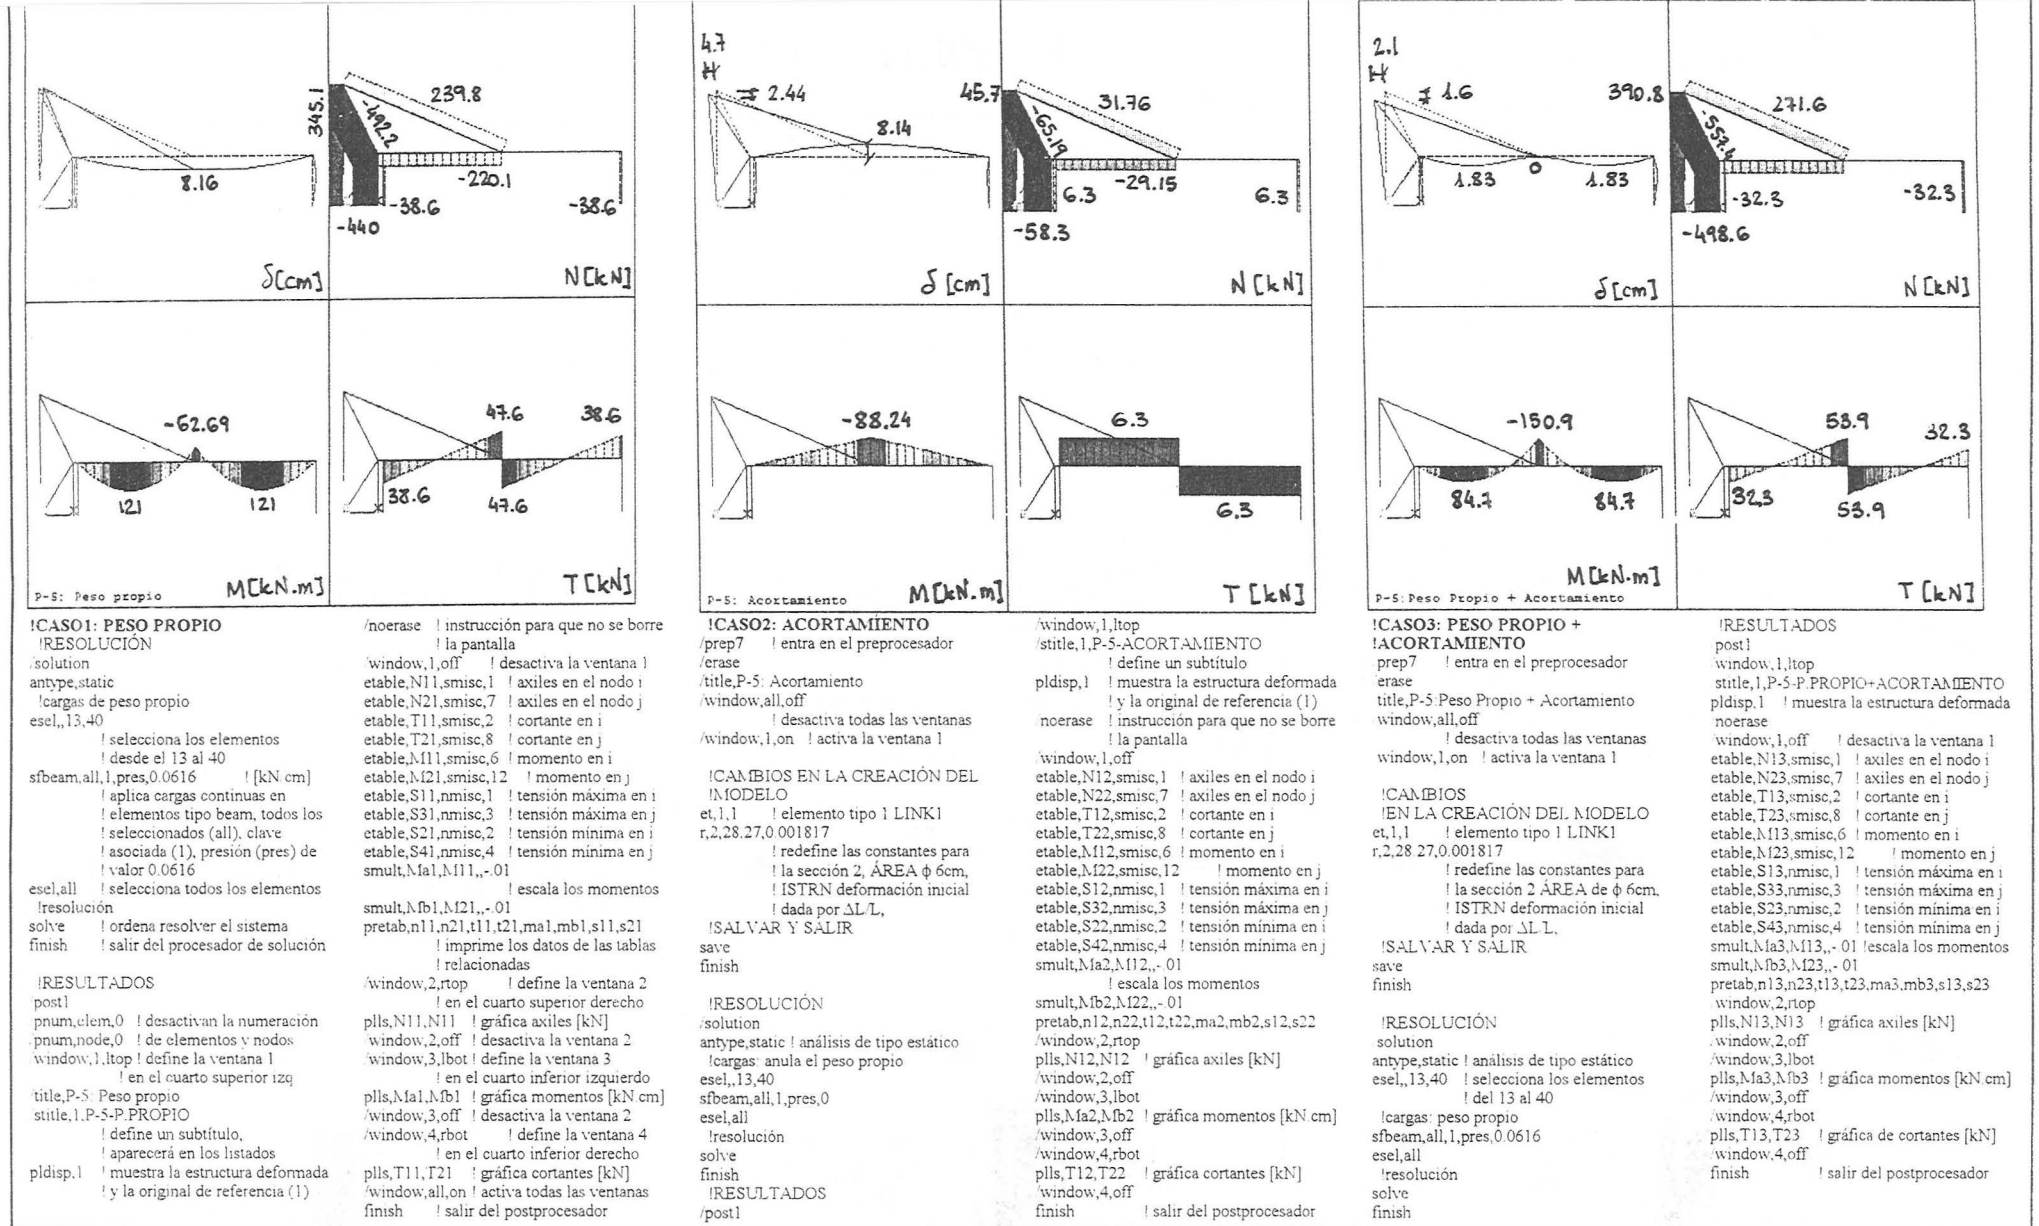 345.1
239.8
-492.2
8.16
-220.1
-38.6
-38.6
-440
δ[cm]
N[kN]
-62.69
121
121
47.6
38.6
38.6
47.6
P-5: Peso propio
M[kN.m]
T[kN]
4.7
2.44
8.14
45.7
31.76
-65.19
-29.15
6.3
6.3
-58.3
δ [cm]
N [kN]
-88.24
6.3
6.3
P-5: Acortamiento
M[kN.m]
T [kN]
2.1
1.6
1.83
0
1.83
390.8
271.6
-557.4
-32.3
-32.3
-498.6
δ[cm]
N [kN]
-150.9
84.7
84.7
53.9
32.3
32.3
53.9
P-5:Peso Propio + Acortamiento
M[kN.m]
T [kN]
!CASO1: PESO PROPIO
!RESOLUCIÓN
/solution
antype,static
!cargas de peso propio
esel,,13,40
! selecciona los elementos
! desde el 13 al 40
sfbeam,all,1,pres,0.0616 ! [kN cm]
! aplica cargas continuas en
! elementos tipo beam, todos los
! seleccionados (all), clave
! asociada (1), presión (pres) de
! valor 0.0616
esel,all ! selecciona todos los elementos
!resolución
solve ! ordena resolver el sistema
finish ! salir del procesador de solución
!RESULTADOS
post1
pnum,elem,0 ! desactivan la numeración
pnum,node,0 ! de elementos y nodos
window,1,ltop ! define la ventana 1
! en el cuarto superior izq
title,P-5: Peso propio
stitle,1,P-5-P.PROPIO
! define un subtítulo,
! aparecerá en los listados
pldisp,1 ! muestra la estructura deformada
! y la original de referencia (1)
/noerase ! instrucción para que no se borre
! la pantalla
/window,1,off ! desactiva la ventana 1
etable,N11,smisc,1 ! axiles en el nodo i
etable,N21,smisc,7 ! axiles en el nodo j
etable,T11,smisc,2 ! cortante en i
etable,T21,smisc,8 ! cortante en j
etable,M11,smisc,6 ! momento en i
etable,M21,smisc,12 ! momento en j
etable,S11,nmisc,1 ! tensión máxima en i
etable,S31,nmisc,3 ! tensión máxima en j
etable,S21,nmisc,2 ! tensión mínima en i
etable,S41,nmisc,4 ! tensión mínima en j
smult,Ma1,M11,,-.01
! escala los momentos
smult,Mb1,M21,,-.01
pretab,n11,n21,t11,t21,ma1,mb1,s11,s21
! imprime los datos de las tablas
! relacionadas
/window,2,rtop ! define la ventana 2
! en el cuarto superior derecho
plls,N11,N11 ! gráfica axiles [kN]
/window,2,off ! desactiva la ventana 2
/window,3,lbot ! define la ventana 3
! en el cuarto inferior izquierdo
plls,Ma1,Mb1 ! gráfica momentos [kN cm]
/window,3,off ! desactiva la ventana 2
/window,4,rbot ! define la ventana 4
! en el cuarto inferior derecho
plls,T11,T21 ! gráfica cortantes [kN]
/window,all,on ! activa todas las ventanas
finish ! salir del postprocesador
!CASO2: ACORTAMIENTO
/prep7 ! entra en el preprocesador
/erase
/title,P-5: Acortamiento
/window,all,off
! desactiva todas las ventanas
/window,1,on ! activa la ventana 1
!CAMBIOS EN LA CREACIÓN DEL
!MODELO
et,1,1 ! elemento tipo 1 LINK1
r,2,28.27,0.001817
! redefine las constantes para
! la sección 2, ÁREA ϕ 6cm,
! ISTRN deformación inicial
! dada por ΔL/L,
!SALVAR Y SALIR
save
finish
!RESOLUCIÓN
/solution
antype,static ! análisis de tipo estático
!cargas: anula el peso propio
esel,,13,40
sfbeam,all,1,pres,0
esel,all
!resolución
solve
finish
!RESULTADOS
/post1
/window,1,ltop
/stitle,1,P-5-ACORTAMIENTO
! define un subtítulo
pldisp,1 ! muestra la estructura deformada
! y la original de referencia (1)
noerase ! instrucción para que no se borre
! la pantalla
/window,1,off
etable,N12,smisc,1 ! axiles en el nodo i
etable,N22,smisc,7 ! axiles en el nodo j
etable,T12,smisc,2 ! cortante en i
etable,T22,smisc,8 ! cortante en j
etable,M12,smisc,6 ! momento en i
etable,M22,smisc,12 ! momento en j
etable,S12,nmisc,1 ! tensión máxima en i
etable,S32,nmisc,3 ! tensión máxima en j
etable,S22,nmisc,2 ! tensión mínima en i
etable,S42,nmisc,4 ! tensión mínima en j
smult,Ma2,M12,,-.01
! escala los momentos
smult,Mb2,M22,,-.01
pretab,n12,n22,t12,t22,ma2,mb2,s12,s22
/window,2,rtop
plls,N12,N12 ! gráfica axiles [kN]
/window,2,off
/window,3,lbot
plls,Ma2,Mb2 ! gráfica momentos [kN cm]
/window,3,off
/window,4,rbot
plls,T12,T22 ! gráfica cortantes [kN]
/window,4,off
finish ! salir del postprocesador
!CASO3: PESO PROPIO +
!ACORTAMIENTO
prep7 ! entra en el preprocesador
erase
title,P-5:Peso Propio + Acortamiento
window,all,off
! desactiva todas las ventanas
window,1,on ! activa la ventana 1
!CAMBIOS
!EN LA CREACIÓN DEL MODELO
et,1,1 ! elemento tipo 1 LINK1
r,2,28 27,0.001817
! redefine las constantes para
! la sección 2 ÁREA de ϕ 6cm,
! ISTRN deformación inicial
! dada por ΔL/L,
!SALVAR Y SALIR
save
finish
!RESOLUCIÓN
solution
antype,static ! análisis de tipo estático
esel,,13,40 ! selecciona los elementos
! del 13 al 40
!cargas: peso propio
sfbeam,all,1,pres,0.0616
esel,all
!resolución
solve
finish
!RESULTADOS
post1
window,1,ltop
stitle,1,P-5-P.PROPIO+ACORTAMIENTO
pldisp,1 ! muestra la estructura deformada
noerase
window,1,off ! desactiva la ventana 1
etable,N13,smisc,1 ! axiles en el nodo i
etable,N23,smisc,7 ! axiles en el nodo j
etable,T13,smisc,2 ! cortante en i
etable,T23,smisc,8 ! cortante en j
etable,M13,smisc,6 ! momento en i
etable,M23,smisc,12 ! momento en j
etable,S13,nmisc,1 ! tensión máxima en i
etable,S33,nmisc,3 ! tensión máxima en j
etable,S23,nmisc,2 ! tensión mínima en i
etable,S43,nmisc,4 ! tensión mínima en j
smult,Ma3,M13,,-.01 !escala los momentos
smult,Mb3,M23,,-.01
pretab,n13,n23,t13,t23,ma3,mb3,s13,s23
window,2,rtop
plls,N13,N13 ! gráfica axiles [kN]
window,2,off
/window,3,lbot
plls,Ma3,Mb3 ! gráfica momentos [kN cm]
/window,3,off
window,4,rbot
plls,T13,T23 ! gráfica de cortantes [kN]
window,4,off
finish ! salir del postprocesador